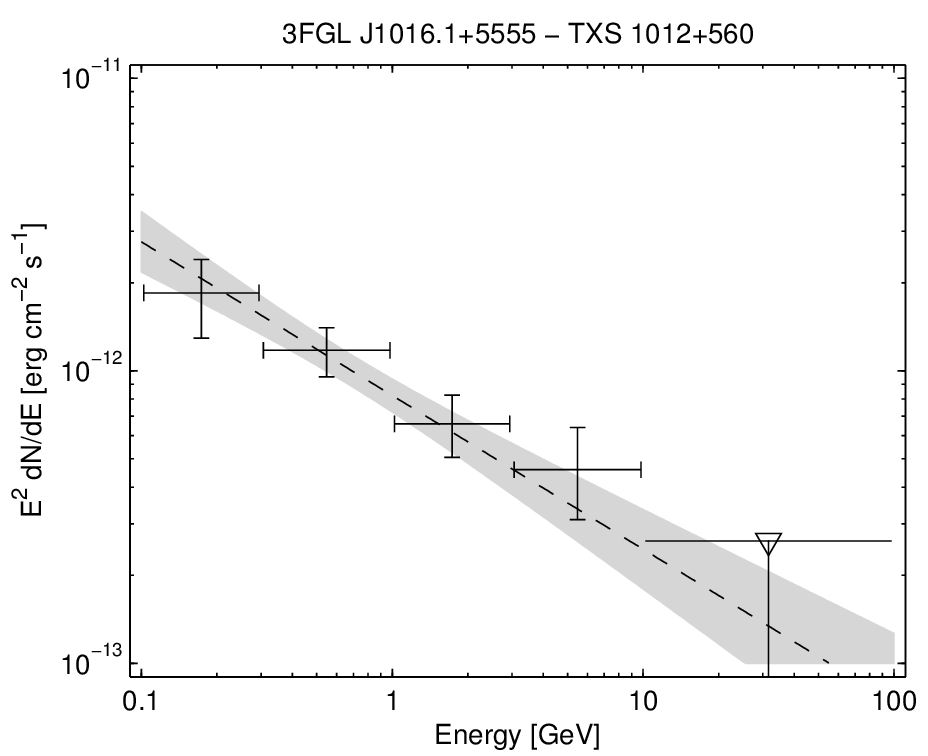 3FGL J1016.1+5555 − TXS 1012+560
E² dN/dE [erg cm⁻² s⁻¹]
10⁻¹¹
10⁻¹²
10⁻¹³
0.1 1 10 100
Energy [GeV]